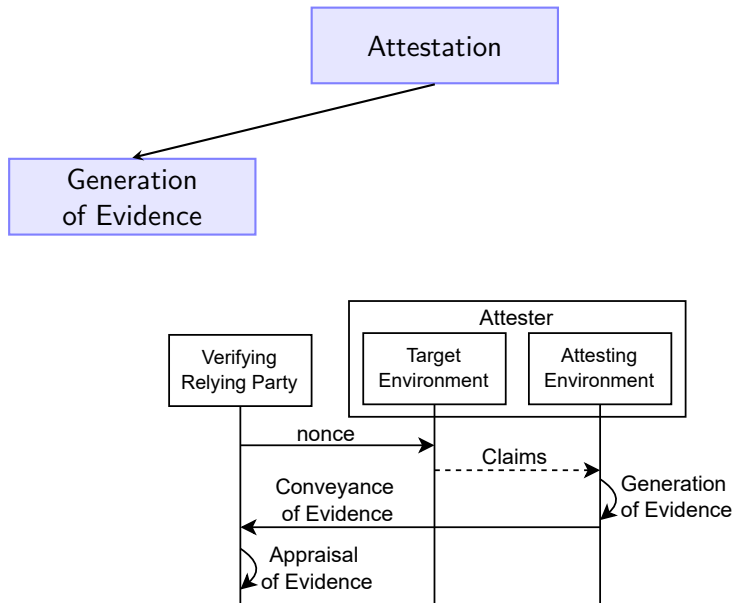 Attestation
Generation
of Evidence
Attester
Verifying
Relying Party
Target
Environment
Attesting
Environment
nonce
Claims
Generation
of Evidence
Conveyance
of Evidence
Appraisal
of Evidence